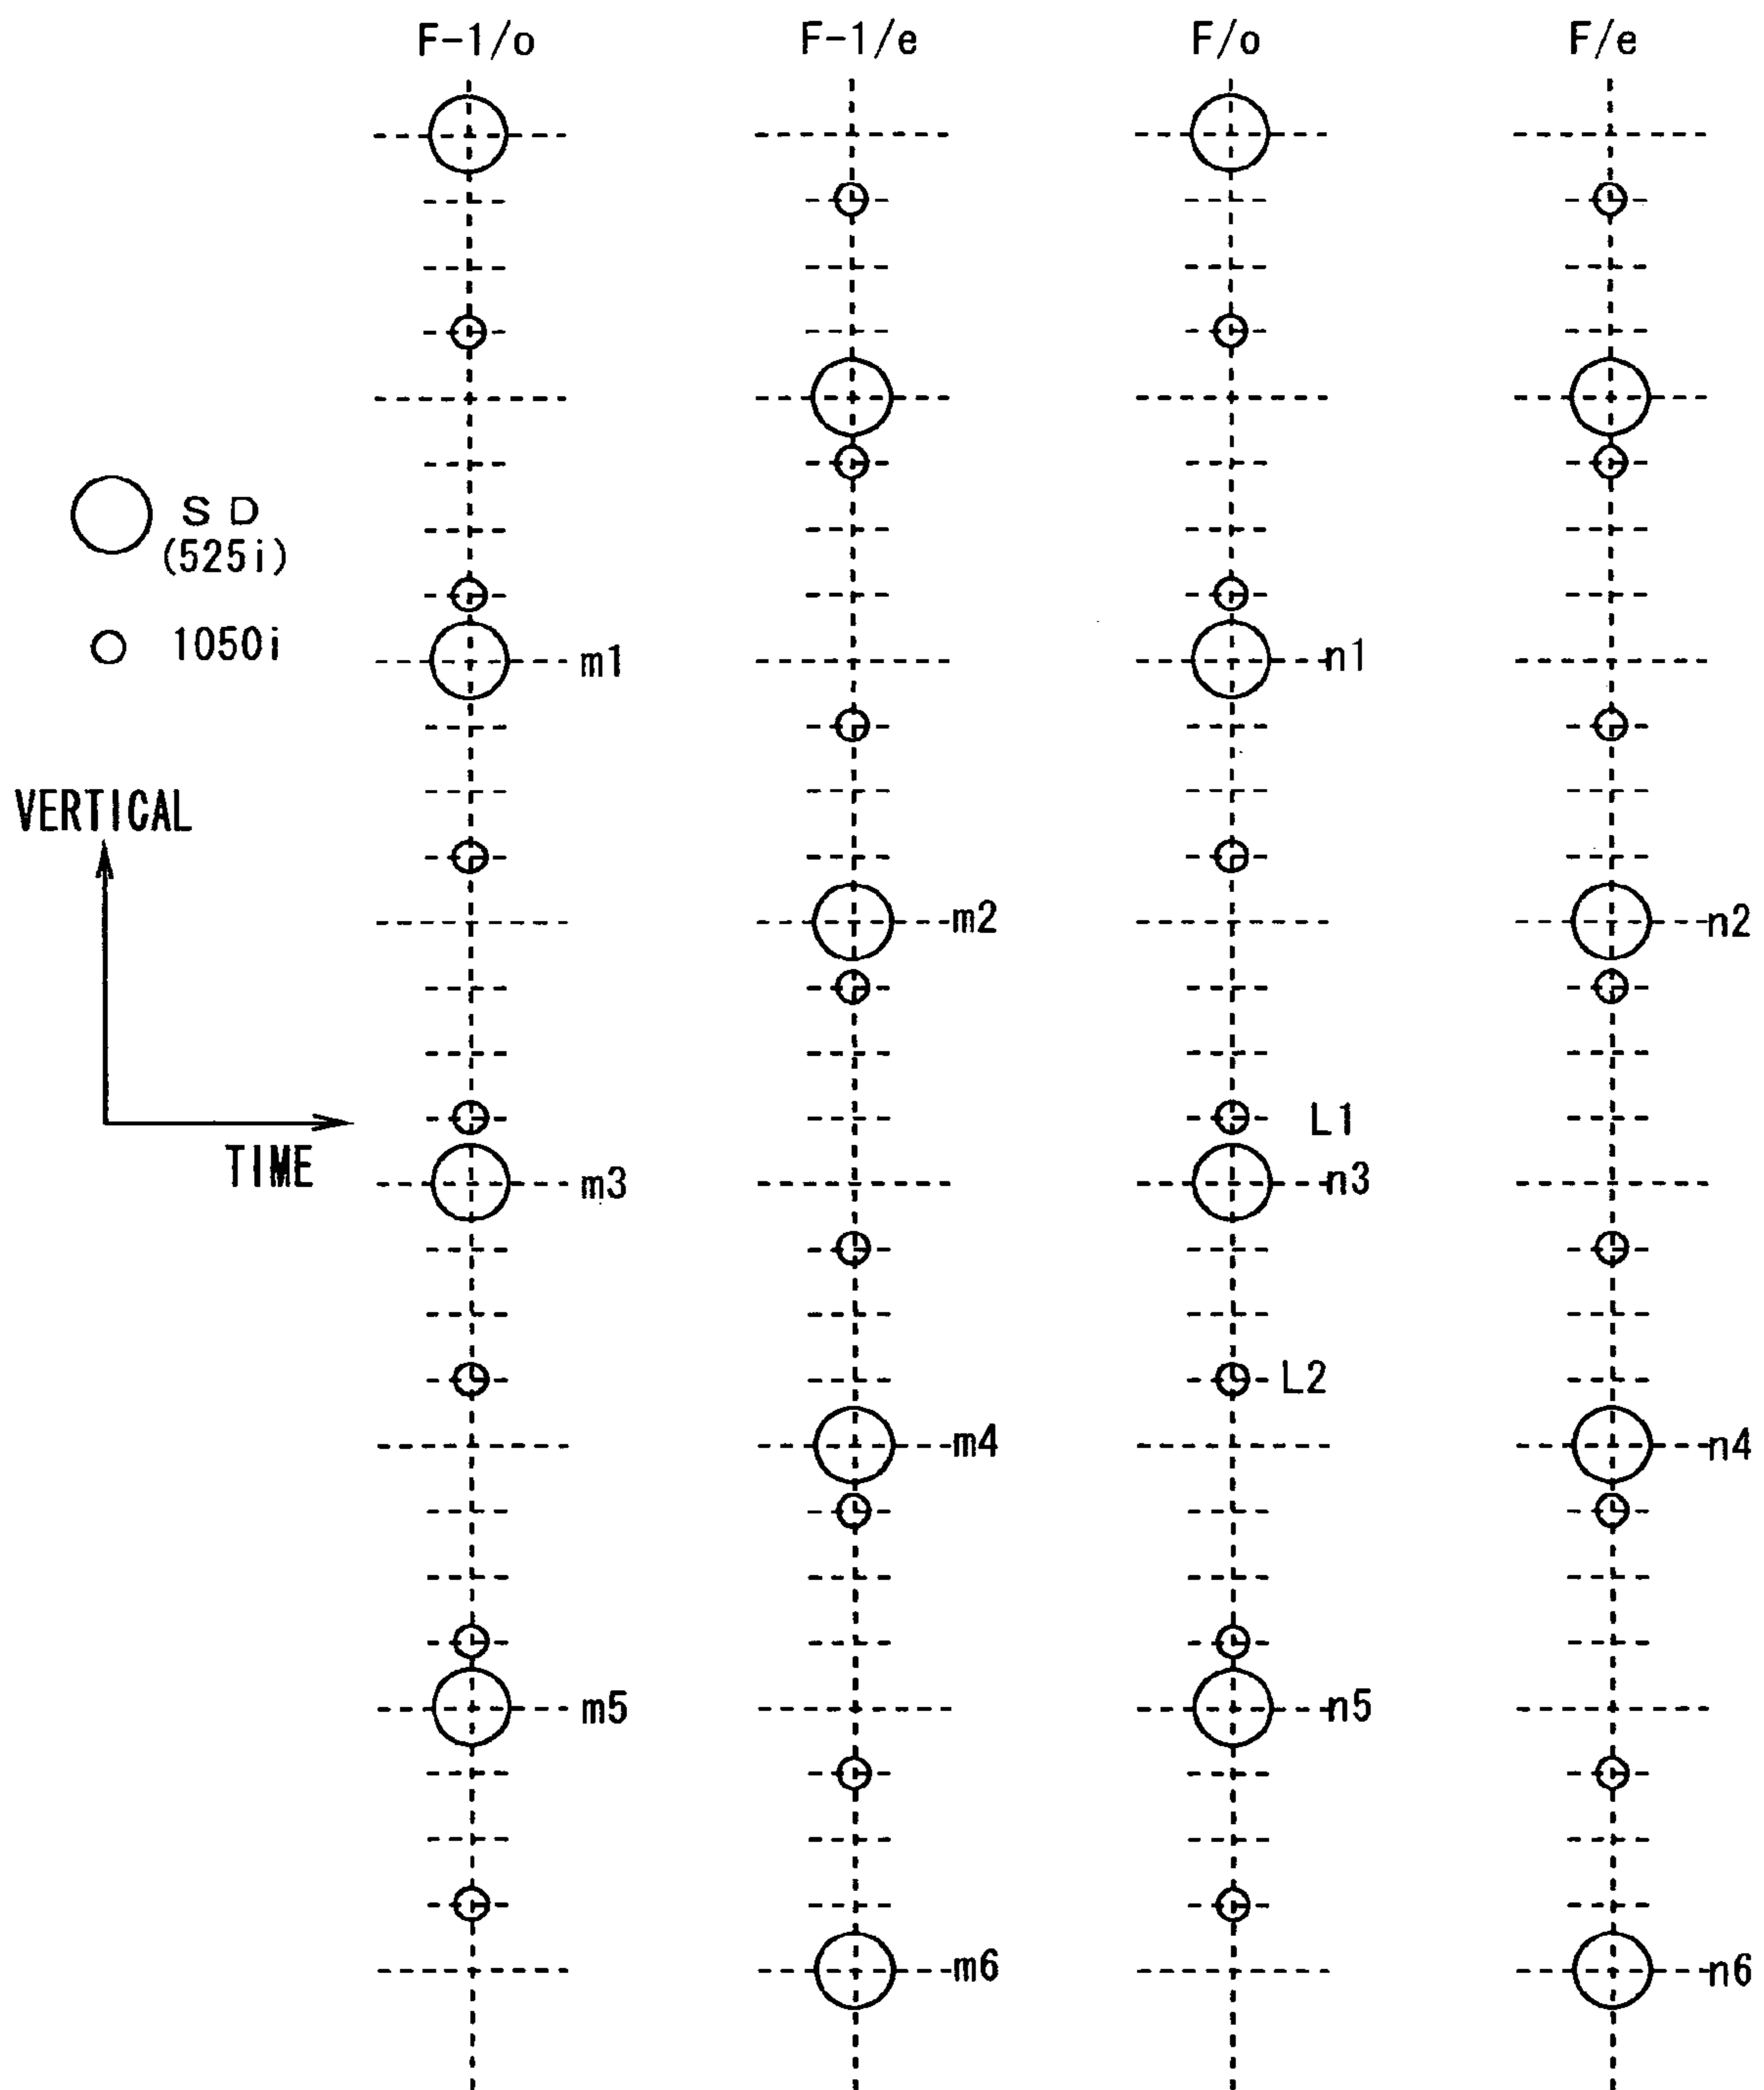 F-1/o F-1/e F/o F/e
SD
(525i)
1050i
m1 n1
VERTICAL
m2 n2
L1
TIME
m3 n3
L2
m4 n4
m5 n5
m6 n6